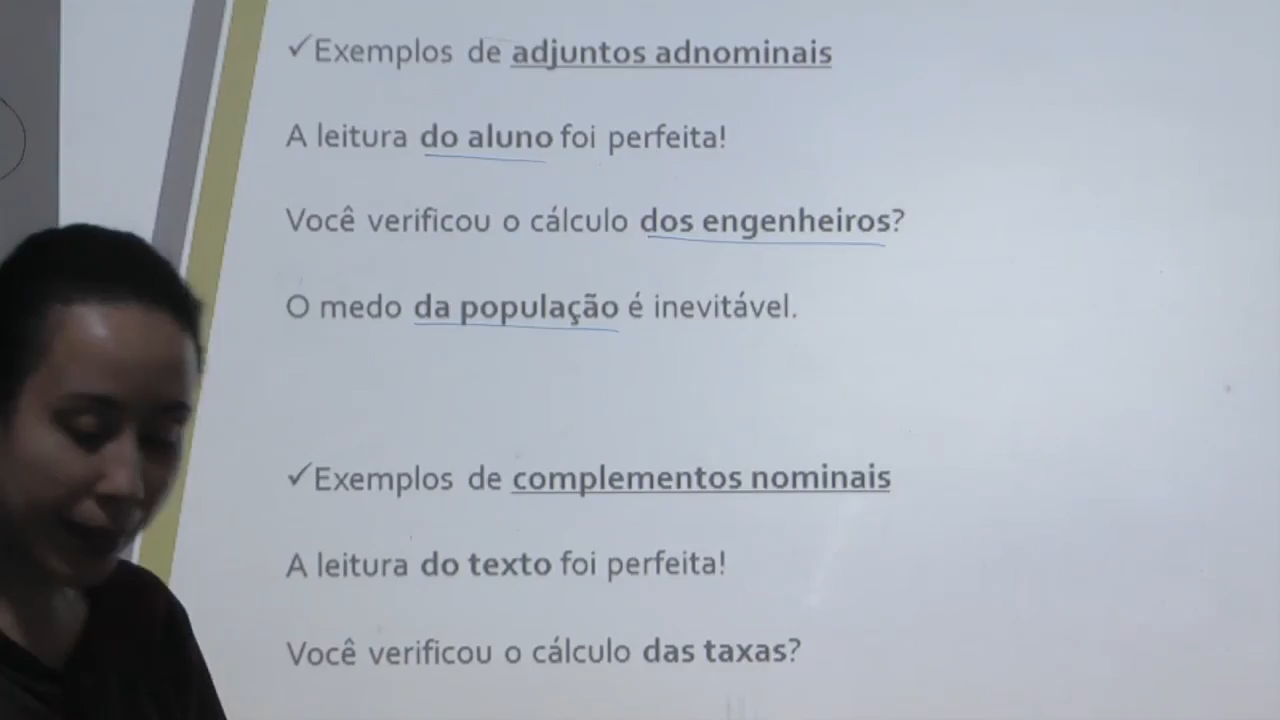 ✓Exemplos de adjuntos adnominais
A leitura do aluno foi perfeita!
Você verificou o cálculo dos engenheiros?
O medo da população é inevitável.
✓Exemplos de complementos nominais
A leitura do texto foi perfeita!
Você verificou o cálculo das taxas?